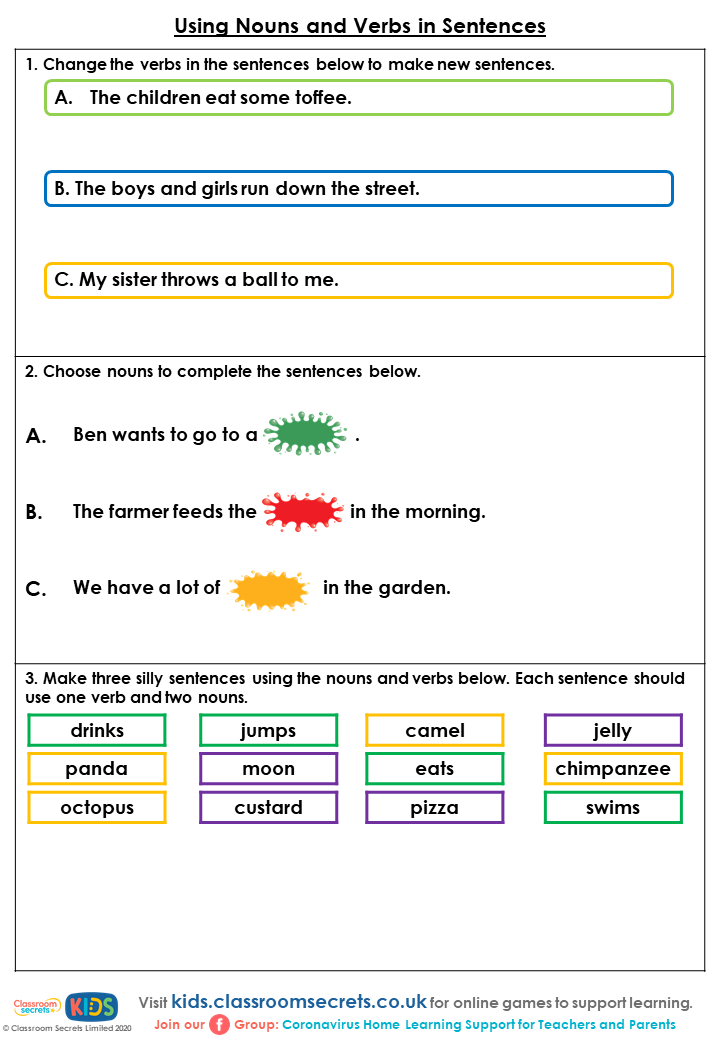 Using Nouns and Verbs in Sentences
1. Change the verbs in the sentences below to make new sentences.
A. The children eat some toffee.
B. The boys and girls run down the street.
C. My sister throws a ball to me.
2. Choose nouns to complete the sentences below.
A. Ben wants to go to a .
B. The farmer feeds the in the morning.
C. We have a lot of in the garden.
3. Make three silly sentences using the nouns and verbs below. Each sentence should
use one verb and two nouns.
drinks jumps camel jelly
panda moon eats chimpanzee
octopus custard pizza swims
Classroom
secrets KIDS
© Classroom Secrets Limited 2020
Visit kids.classroomsecrets.co.uk for online games to support learning.
Join our f Group: Coronavirus Home Learning Support for Teachers and Parents